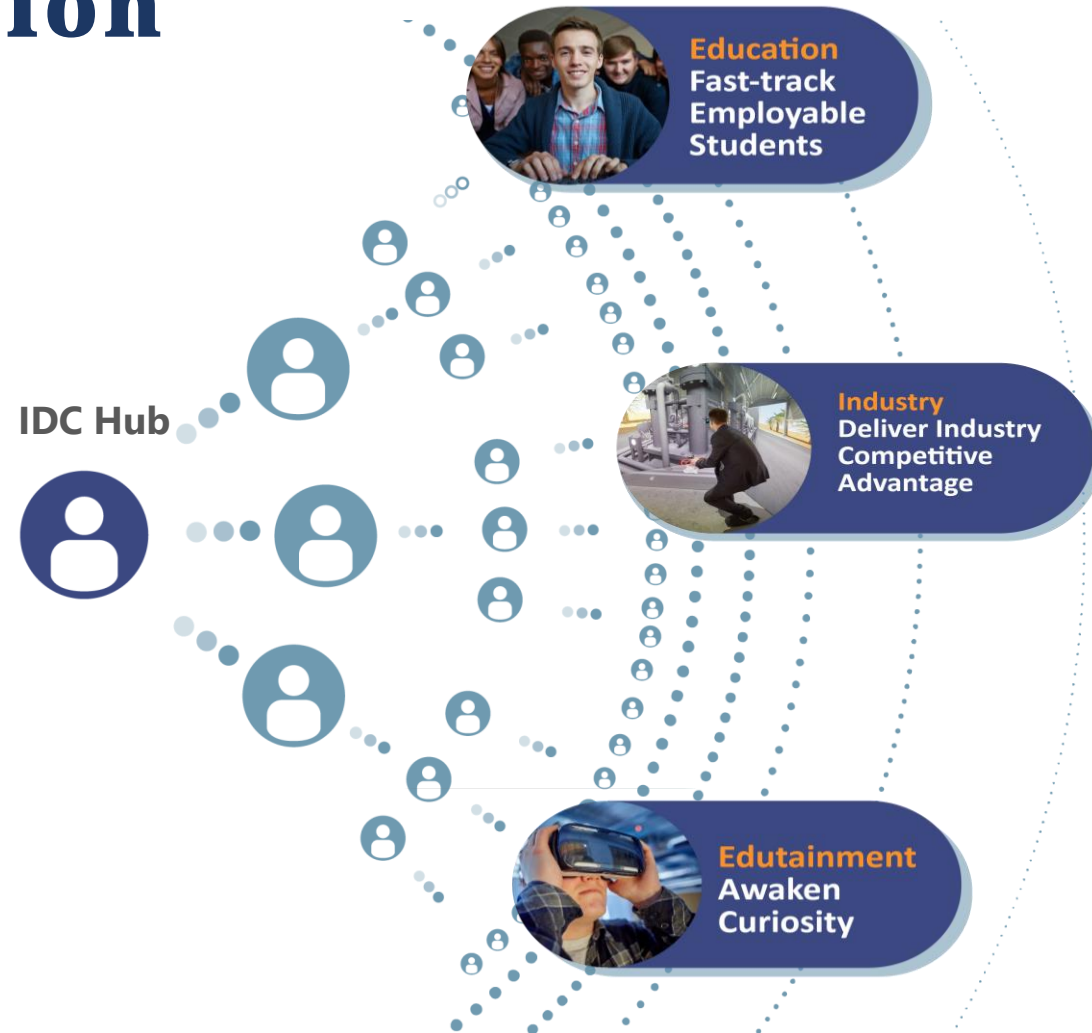 ion
Education
Fast-track
Employable
Students
IDC Hub
Industry
Deliver Industry
Competitive
Advantage
Edutainment
Awaken
Curiosity